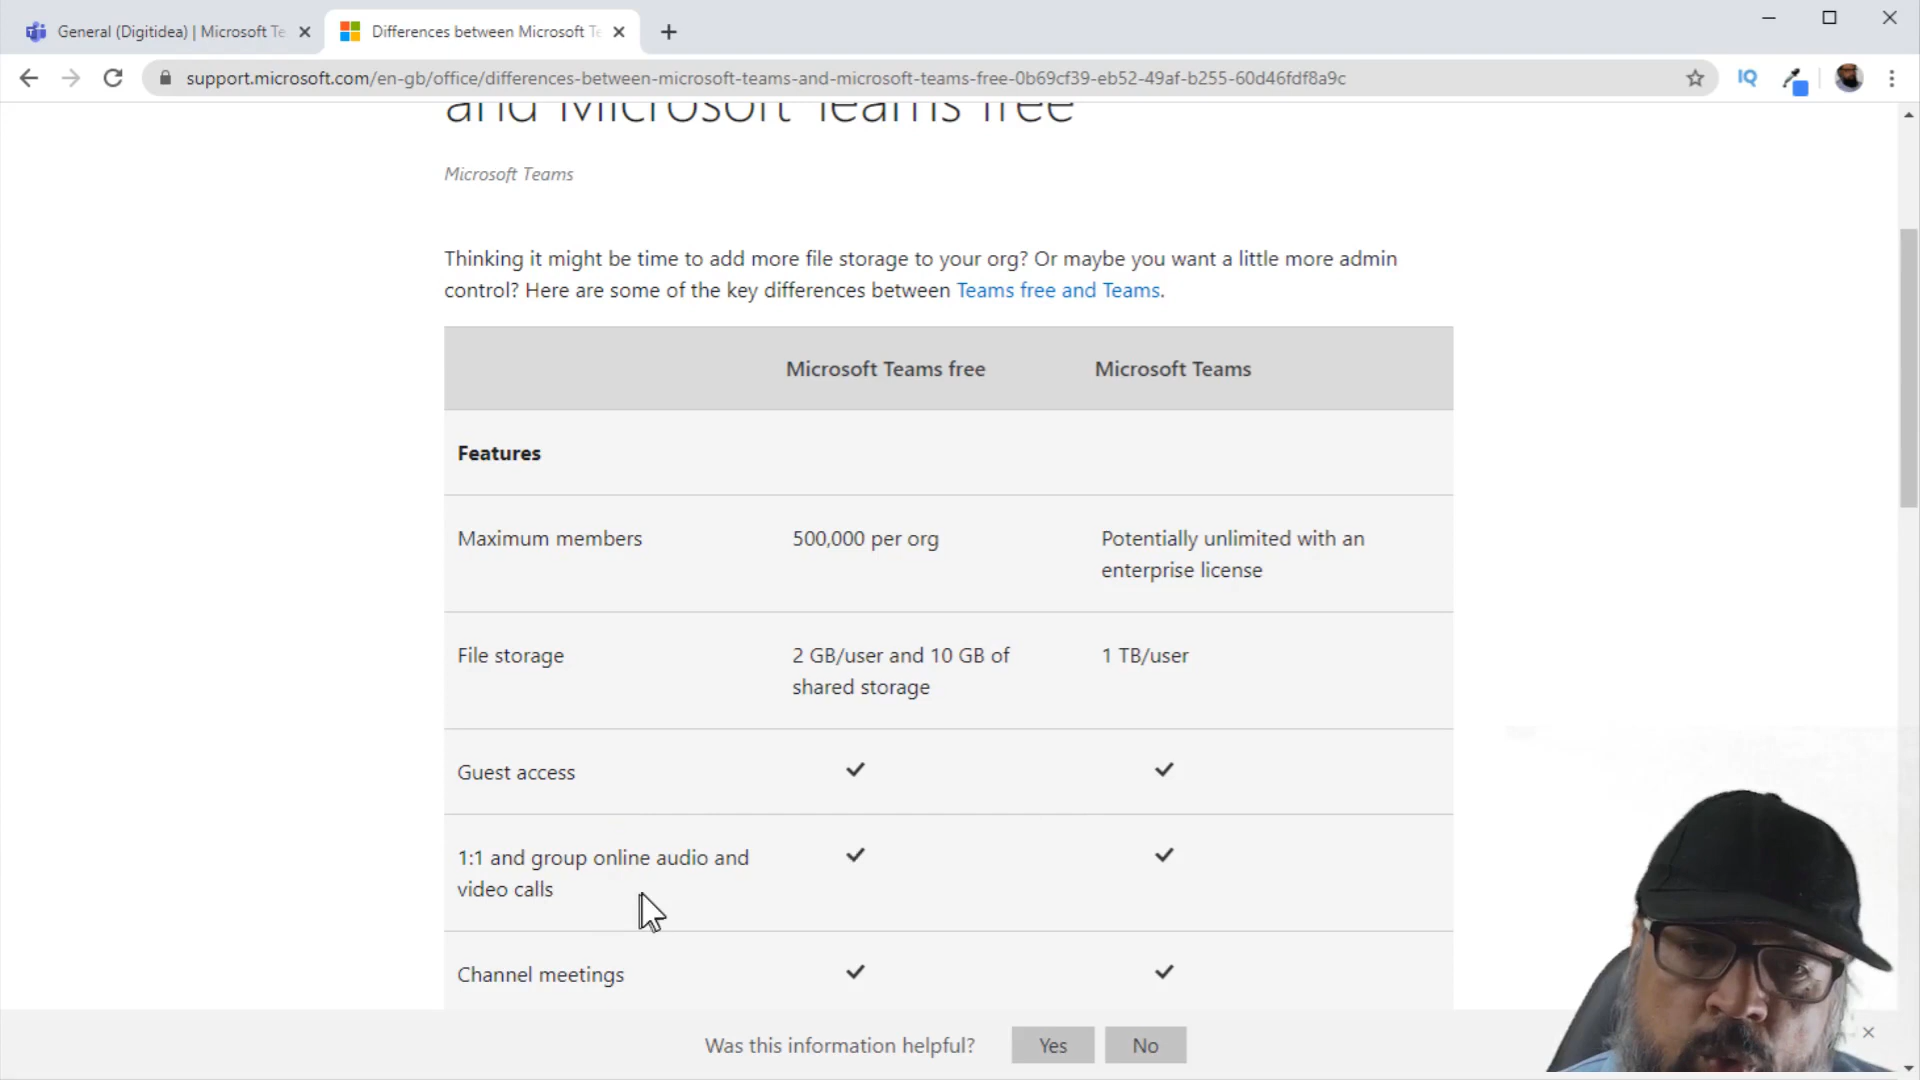 General (Digitidea) | Microsoft Te
Differences between Microsoft Te
support.microsoft.com/en-gb/office/differences-between-microsoft-teams-and-microsoft-teams-free-0b69cf39-eb52-49af-b255-60d46fdf8a9c
IQ
and Microsoft Teams free
Microsoft Teams
Thinking it might be time to add more file storage to your org? Or maybe you want a little more admin
control? Here are some of the key differences between Teams free and Teams.
Microsoft Teams free Microsoft Teams
Features
Maximum members 500,000 per org Potentially unlimited with an
enterprise license
File storage 2 GB/user and 10 GB of 1 TB/user
shared storage
Guest access
1:1 and group online audio and
video calls
Channel meetings
Was this information helpful? Yes No